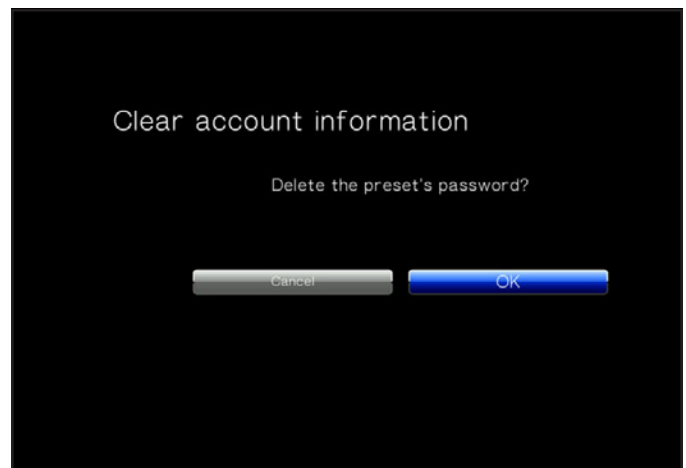 Clear account information
Delete the preset's password?
Cancel
OK